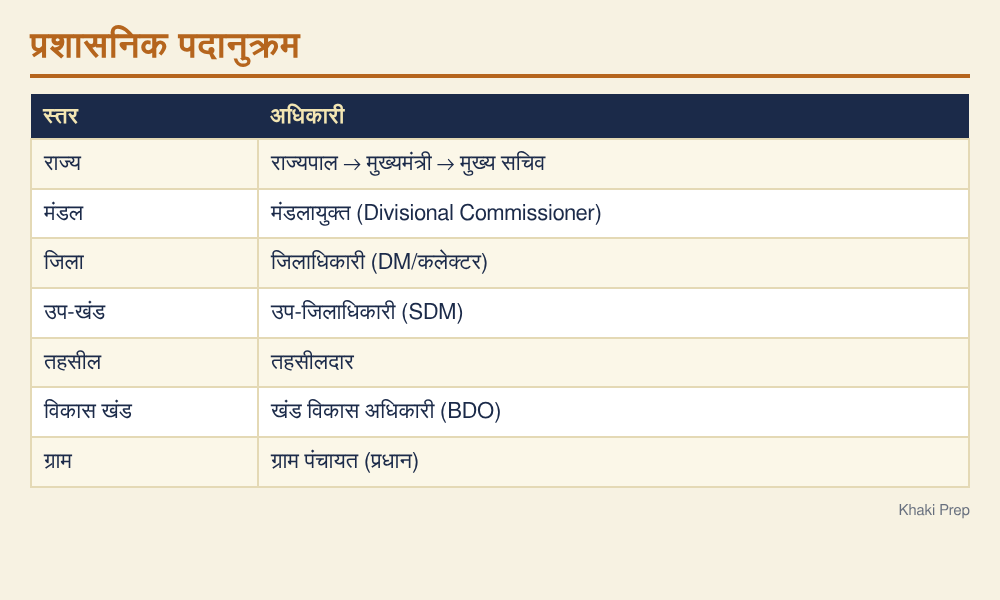 प्रशासनिक पदानुक्रम
स्तर अधिकारी
राज्य राज्यपाल → मुख्यमंत्री → मुख्य सचिव
मंडल मंडलायुक्त (Divisional Commissioner)
जिला जिलाधिकारी (DM/कलेक्टर)
उप-खंड उप-जिलाधिकारी (SDM)
तहसील तहसीलदार
विकास खंड खंड विकास अधिकारी (BDO)
ग्राम ग्राम पंचायत (प्रधान)
Khaki Prep